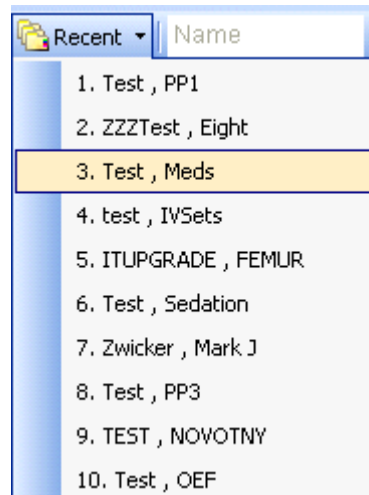 Recent Name
1. Test , PP1
2. ZZZTest , Eight
3. Test , Meds
4. test , IVSets
5. ITUPGRADE , FEMUR
6. Test , Sedation
7. Zwicker , Mark J
8. Test , PP3
9. TEST , NOVOTNY
10. Test , OEF